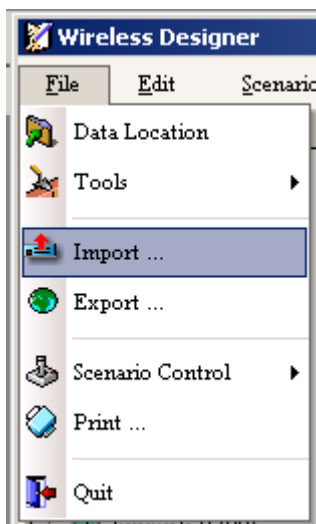 Wireless Designer
File Edit Scenario
Data Location
Tools
Import ...
Export ...
Scenario Control
Print ...
Quit